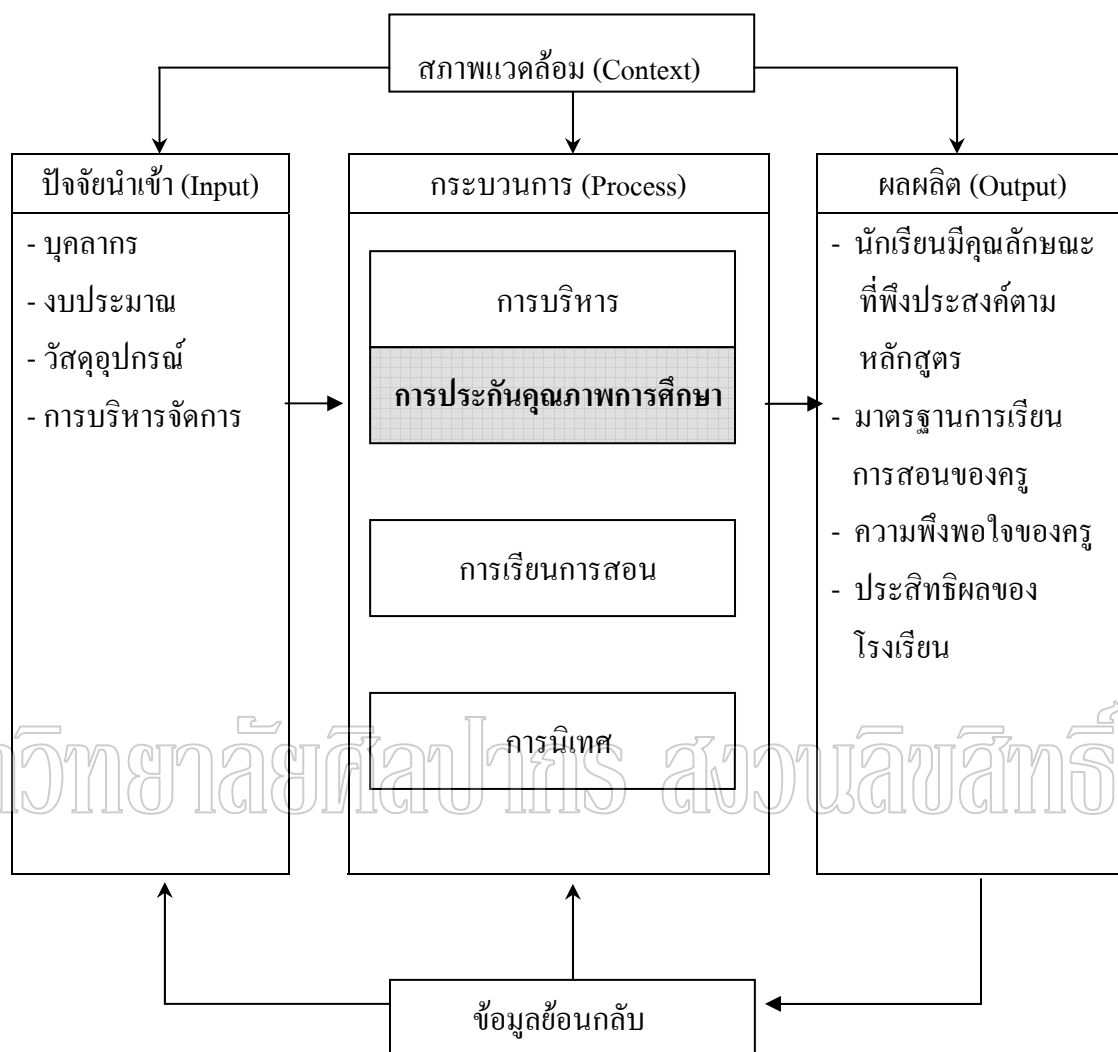 สภาพแวดล้อม (Context)
ปัจจัยนำเข้า (Input)
- บุคลากร
- งบประมาณ
- วัสดุอุปกรณ์
- การบริหารจัดการ
กระบวนการ (Process)
การบริหาร
การประกันคุณภาพการศึกษา
การเรียนการสอน
การนิเทศ
ผลผลิต (Output)
- นักเรียนมีคุณลักษณะ
ที่พึงประสงค์ตาม
หลักสูตร
- มาตรฐานการเรียน
การสอนของครู
- ความพึงพอใจของครู
- ประสิทธิผลของ
โรงเรียน
าวิทยาลัยศิลปากร สงวนลิขสิทธิ์
ข้อมูลย้อนกลับ